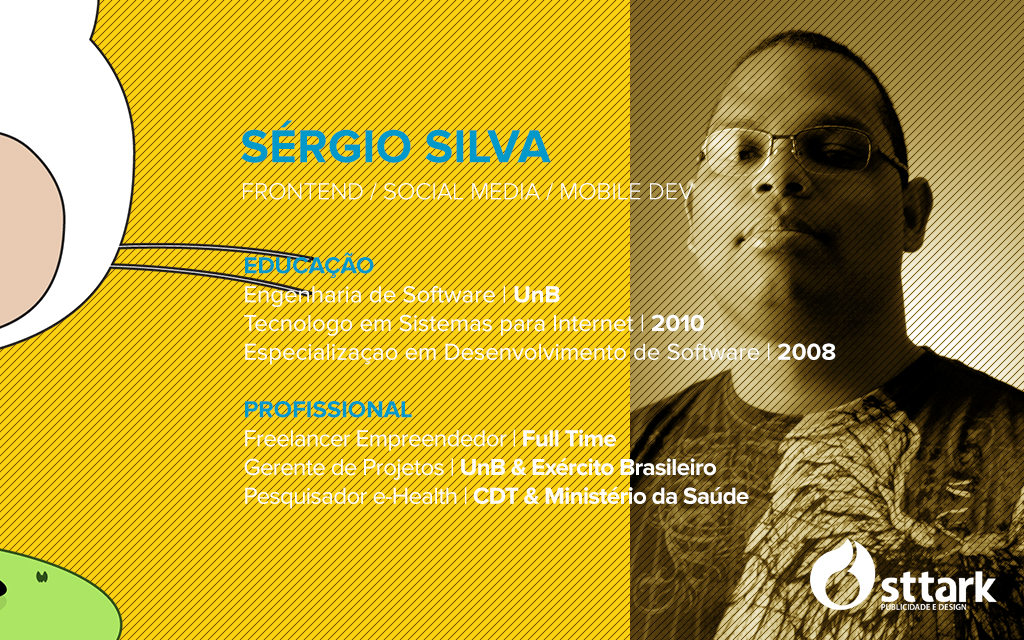 SÉRGIO SILVA
FRONTEND / SOCIAL MEDIA / MOBILE DEV
EDUCAÇÃO
Engenharia de Software | UnB
Tecnologo em Sistemas para Internet | 2010
Especializaçao em Desenvolvimento de Software | 2008
PROFISSIONAL
Freelancer Empreendedor | Full Time
Gerente de Projetos | UnB & Exército Brasileiro
Pesquisador e-Health | CDT & Ministério da Saúde
sttark
PUBLICIDADE E DESIGN